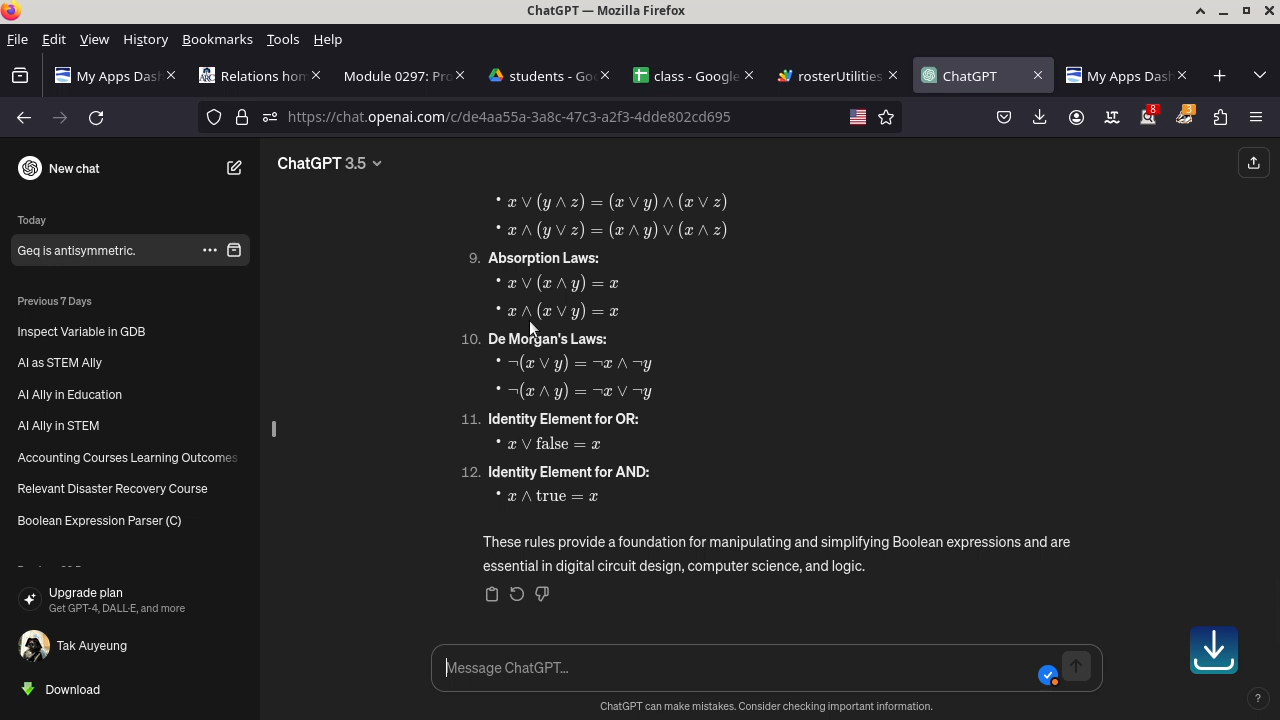 ChatGPT — Mozilla Firefox
File Edit View History Bookmarks Tools Help
My Apps Dash Relations hom Module 0297: Pro students - Goo class - Google rosterUtilities ChatGPT My Apps Dash
https://chat.openai.com/c/de4aa55a-3a8c-47c3-a2f3-4dde802cd695 8 3
New chat
Today
Geq is antisymmetric.
Previous 7 Days
Inspect Variable in GDB
AI as STEM Ally
AI Ally in Education
AI Ally in STEM
Accounting Courses Learning Outcomes
Relevant Disaster Recovery Course
Boolean Expression Parser (C)
Upgrade plan
Get GPT-4, DALL·E, and more
Tak Auyeung
Download
ChatGPT 3.5
• x ∨ (y ∧ z) = (x ∨ y) ∧ (x ∨ z)
• x ∧ (y ∨ z) = (x ∧ y) ∨ (x ∧ z)
9. Absorption Laws:
• x ∨ (x ∧ y) = x
• x ∧ (x ∨ y) = x
10. De Morgan's Laws:
• ¬(x ∨ y) = ¬x ∧ ¬y
• ¬(x ∧ y) = ¬x ∨ ¬y
11. Identity Element for OR:
• x ∨ false = x
12. Identity Element for AND:
• x ∧ true = x
These rules provide a foundation for manipulating and simplifying Boolean expressions and are
essential in digital circuit design, computer science, and logic.
Message ChatGPT...
ChatGPT can make mistakes. Consider checking important information.
?